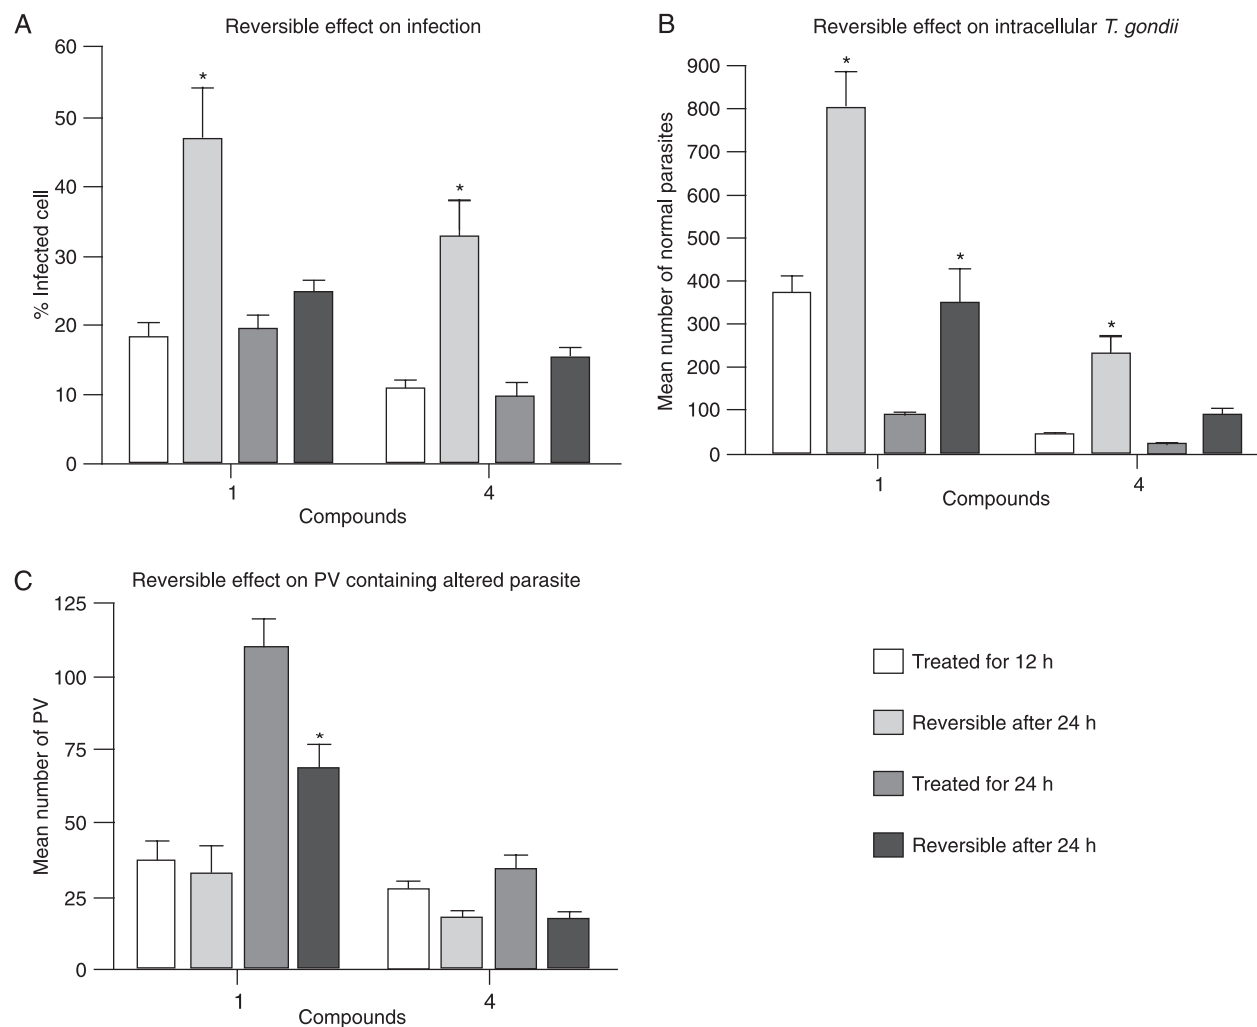 A
Reversible effect on infection
60
50
40
30
20
10
0
% Infected cell
*
*
1
4
Compounds
B
Reversible effect on intracellular T. gondii
900
800
700
600
500
400
300
200
100
0
Mean number of normal parasites
*
*
*
1
4
Compounds
C
Reversible effect on PV containing altered parasite
125
100
75
50
25
0
Mean number of PV
*
1
4
Compounds
Treated for 12 h
Reversible after 24 h
Treated for 24 h
Reversible after 24 h